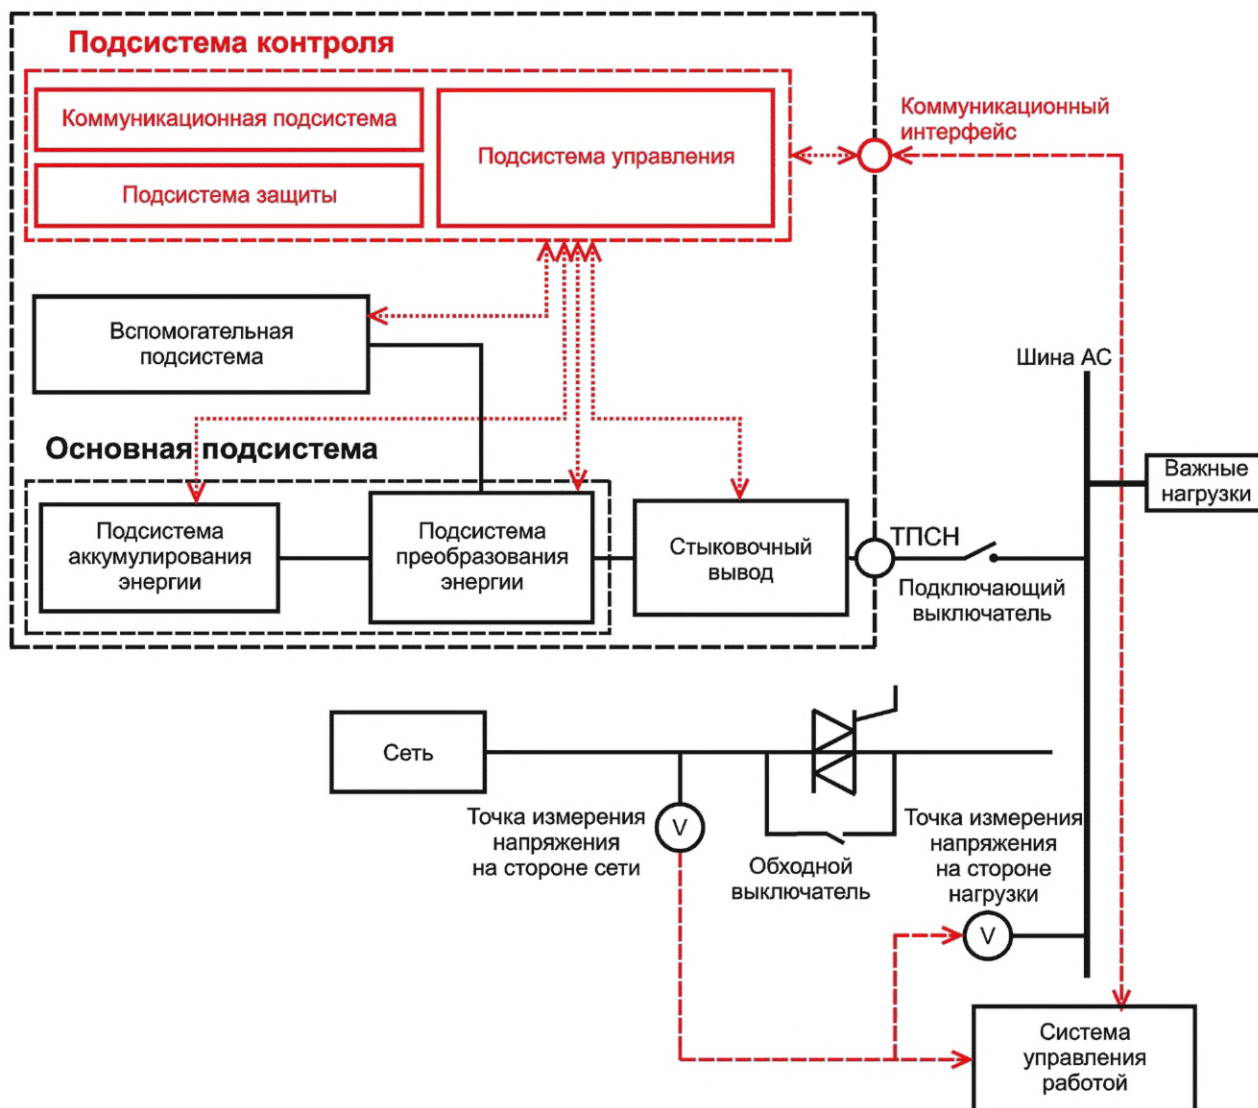 Подсистема контроля
Коммуникационная подсистема
Подсистема защиты
Подсистема управления
Коммуникационный
интерфейс
Вспомогательная
подсистема
Шина АС
Основная подсистема
Важные
нагрузки
Подсистема
аккумулирования
энергии
Подсистема
преобразования
энергии
Стыковочный
вывод
ТПСН
Подключающий
выключатель
Сеть
Точка измерения
напряжения
на стороне сети
V
Обходной
выключатель
Точка измерения
напряжения
на стороне
нагрузки
V
Система
управления
работой